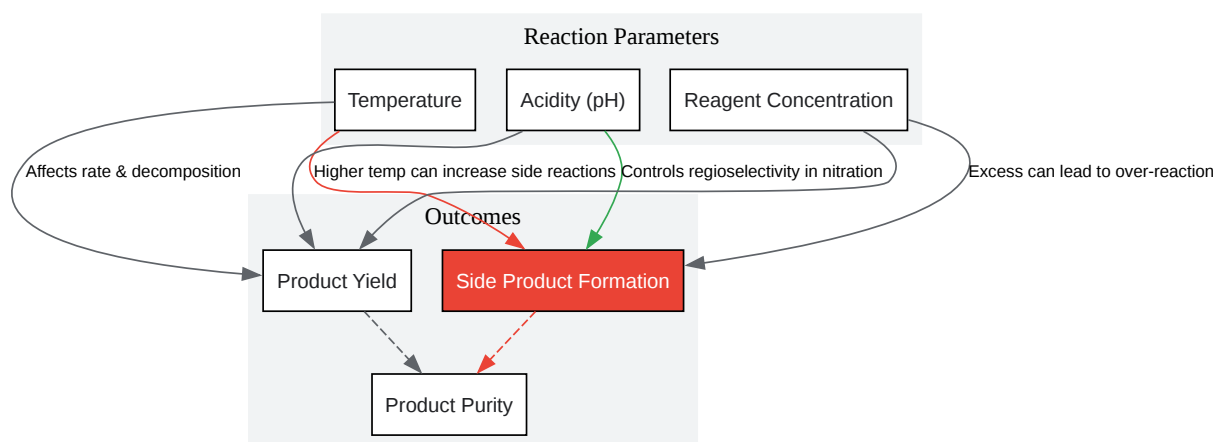 Reaction Parameters
Temperature
Acidity (pH)
Reagent Concentration
Affects rate & decomposition
Higher temp can increase side reactions
Controls regioselectivity in nitration
Excess can lead to over-reaction
Outcomes
Product Yield
Side Product Formation
Product Purity